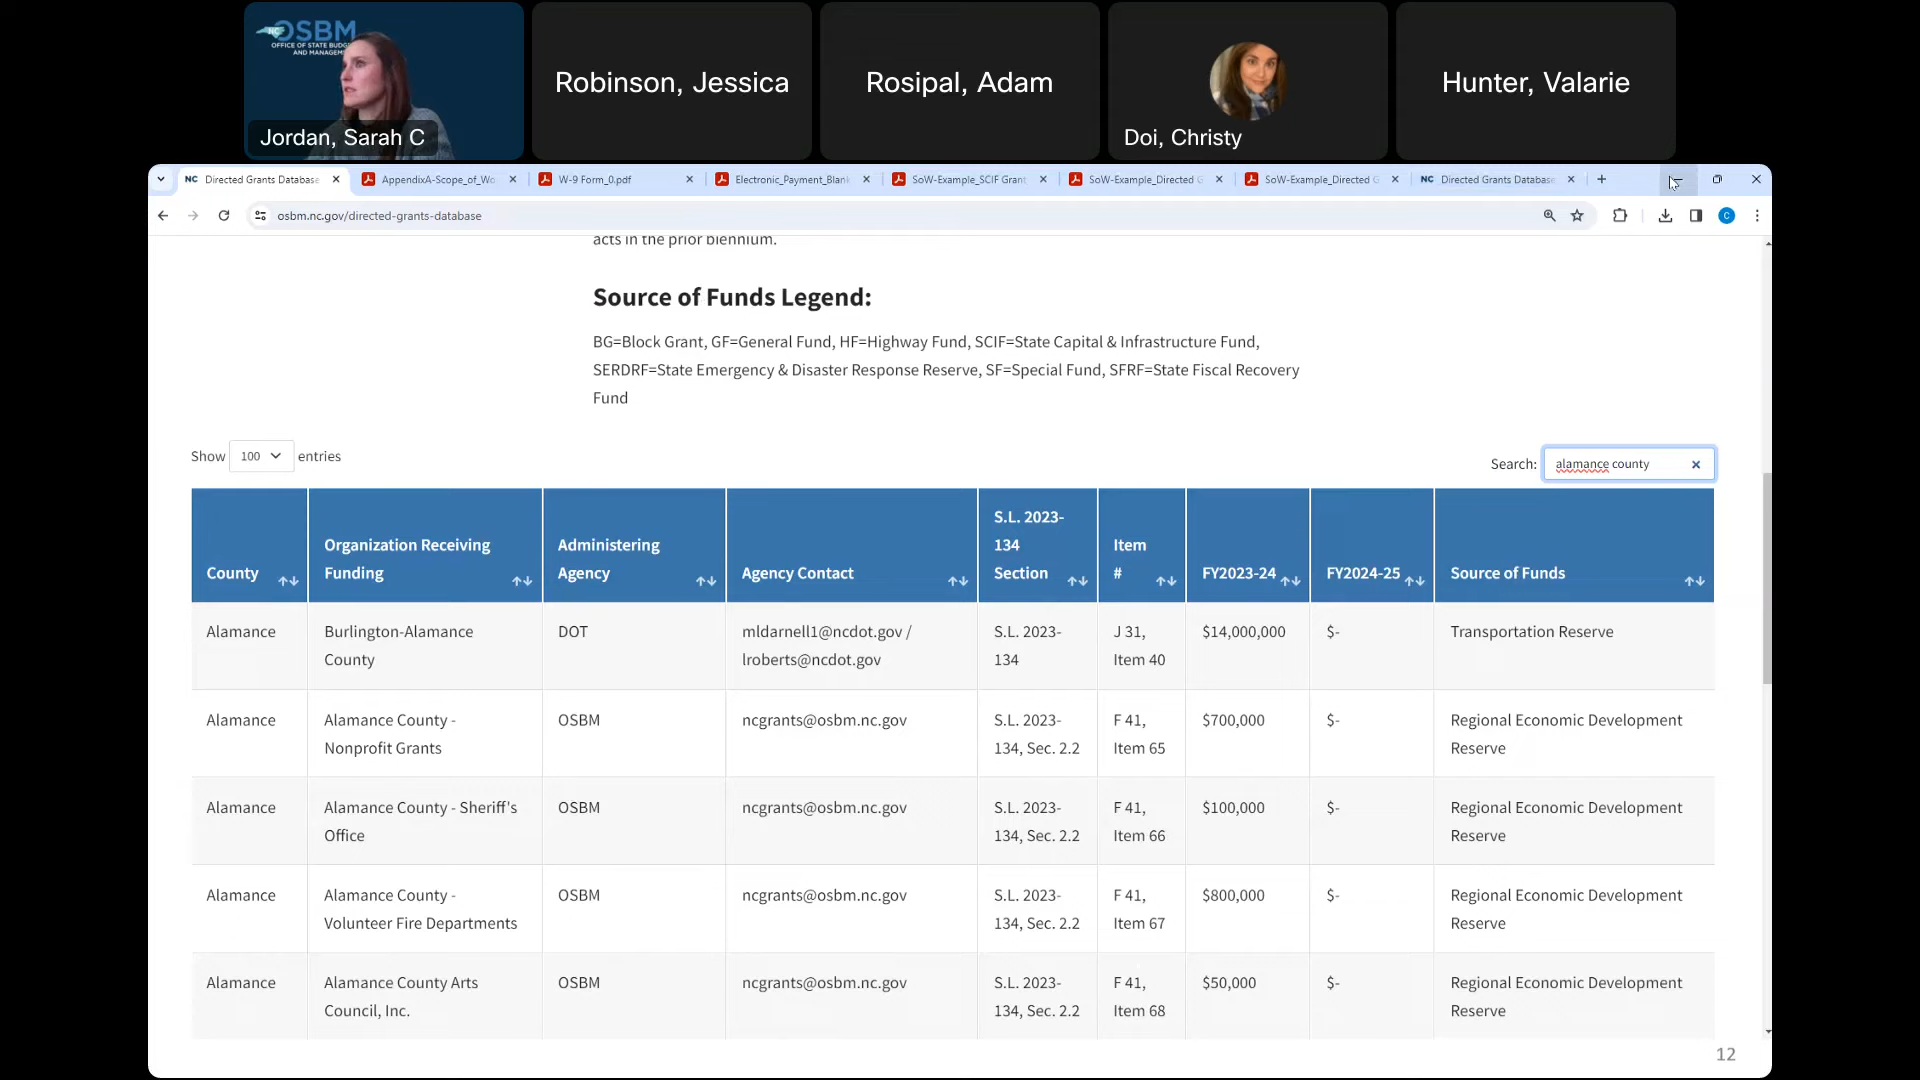 NC OSBM
OFFICE OF STATE BUDGET
AND MANAGEM
Jordan, Sarah C
Robinson, Jessica
Rosipal, Adam
Doi, Christy
Hunter, Valarie
NC Directed Grants Database
AppendixA-Scope_of_Wo
W-9 Form_0.pdf
Electronic_Payment_Blank
SoW-Example_SCIF Grant
SoW-Example_Directed G
SoW-Example_Directed G
NC Directed Grants Database
osbm.nc.gov/directed-grants-database
C
acts in the prior biennium.
Source of Funds Legend:
BG=Block Grant, GF=General Fund, HF=Highway Fund, SCIF=State Capital & Infrastructure Fund,
SERDRF=State Emergency & Disaster Response Reserve, SF=Special Fund, SFRF=State Fiscal Recovery
Fund
Show 100 entries
Search: alamance county
County
Organization Receiving
Funding
Administering
Agency
Agency Contact
S.L. 2023-
134
Section
Item
#
FY2023-24
FY2024-25
Source of Funds
Alamance
Burlington-Alamance
County
DOT
mldarnell1@ncdot.gov /
lroberts@ncdot.gov
S.L. 2023-
134
J 31,
Item 40
$14,000,000
$-
Transportation Reserve
Alamance
Alamance County -
Nonprofit Grants
OSBM
ncgrants@osbm.nc.gov
S.L. 2023-
134, Sec. 2.2
F 41,
Item 65
$700,000
$-
Regional Economic Development
Reserve
Alamance
Alamance County - Sheriff's
Office
OSBM
ncgrants@osbm.nc.gov
S.L. 2023-
134, Sec. 2.2
F 41,
Item 66
$100,000
$-
Regional Economic Development
Reserve
Alamance
Alamance County -
Volunteer Fire Departments
OSBM
ncgrants@osbm.nc.gov
S.L. 2023-
134, Sec. 2.2
F 41,
Item 67
$800,000
$-
Regional Economic Development
Reserve
Alamance
Alamance County Arts
Council, Inc.
OSBM
ncgrants@osbm.nc.gov
S.L. 2023-
134, Sec. 2.2
F 41,
Item 68
$50,000
$-
Regional Economic Development
Reserve
12